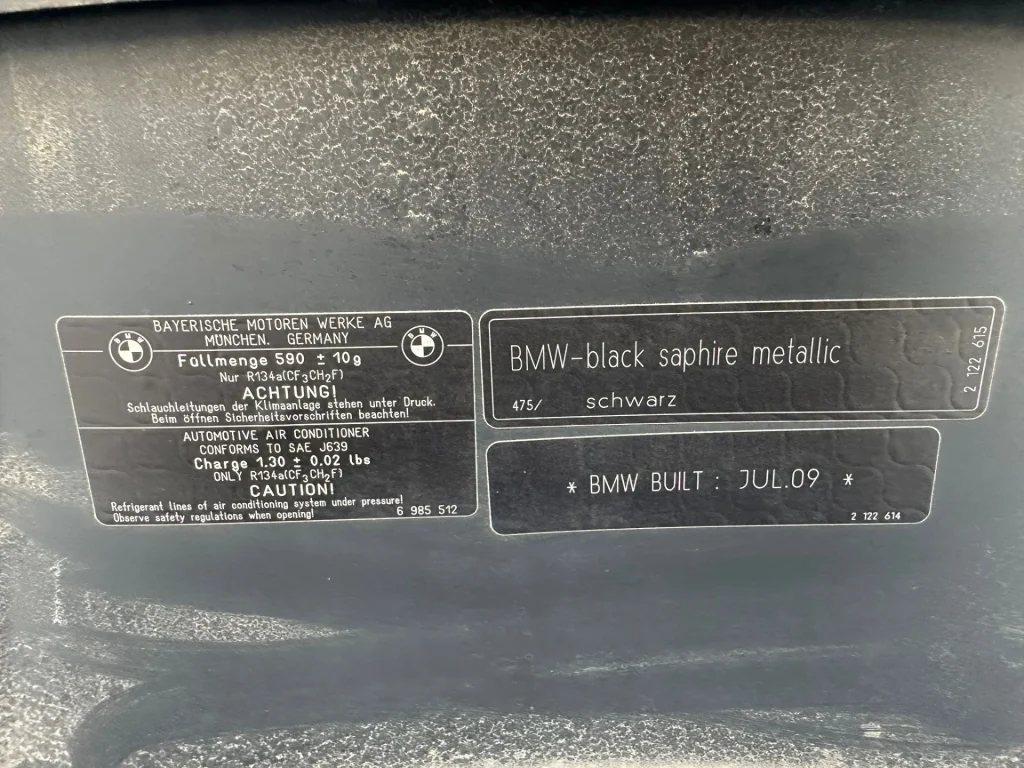 BAYERISCHE MOTOREN WERKE AG
MÜNCHEN. GERMANY
BMW
BMW
Füllmenge 590 ± 10g
Nur R134a(CF₃CH₂F)
ACHTUNG!
Schlauchleitungen der Klimaanlage stehen unter Druck.
Beim öffnen Sicherheitsvorschriften beachten!
AUTOMOTIVE AIR CONDITIONER
CONFORMS TO SAE J639
Charge 1.30 ± 0.02 lbs
ONLY R134a(CF₃CH₂F)
CAUTION!
Refrigerant lines of air conditioning system under pressure!
Observe safety regulations when opening!
6 985 512
BMW-black saphire metallic
475/ schwarz
2 122 615
* BMW BUILT : JUL.09 *
2 122 614